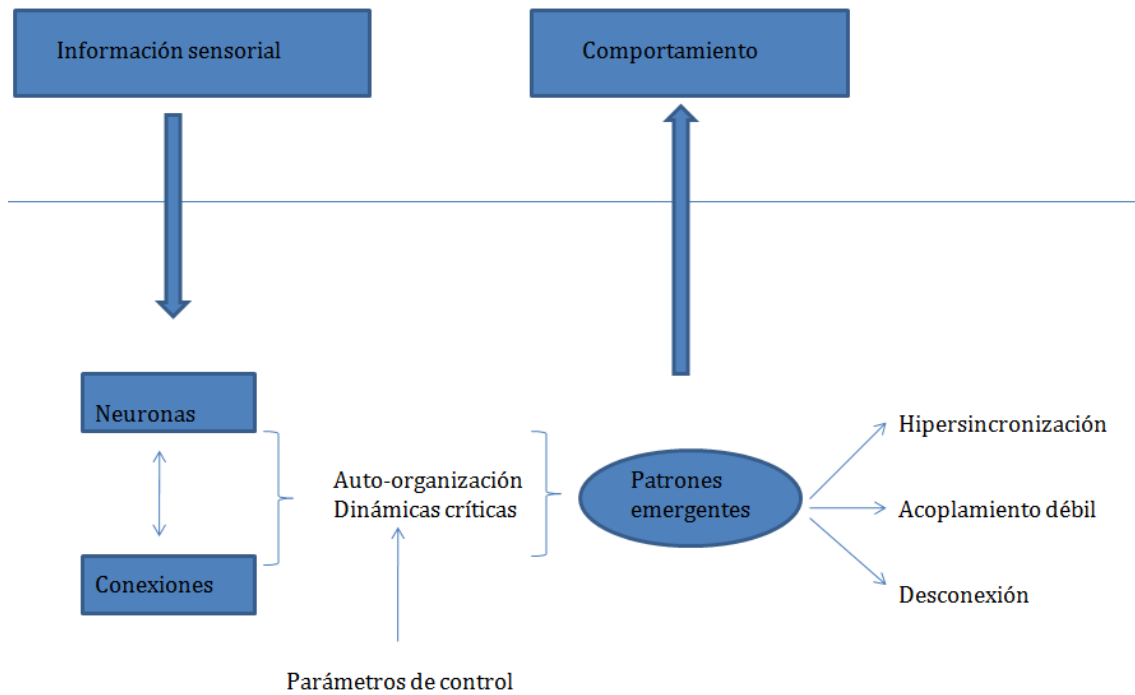 Información sensorial
Comportamiento
Neuronas
Conexiones
Auto-organización
Dinámicas críticas
Parámetros de control
Patrones
emergentes
Hipersincronización
Acoplamiento débil
Desconexión